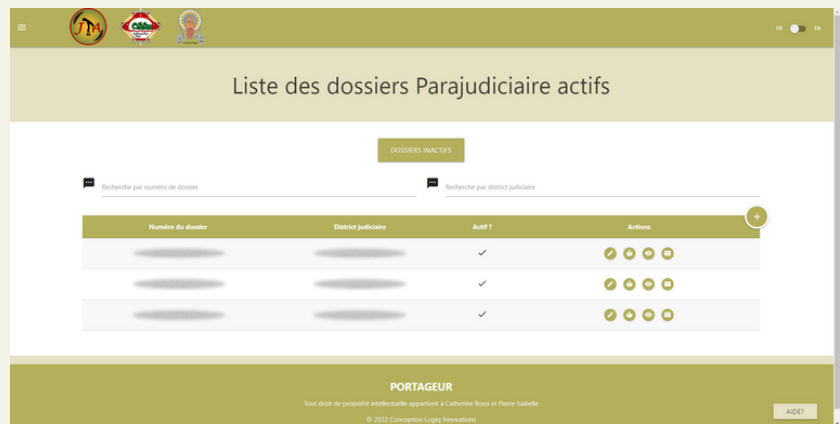 JTA
FR EN
Liste des dossiers Parajudiciaire actifs
DOSSIERS INACTIFS
Recherche par numéro de dossier
Recherche par district judiciaire
+
Numéro du dossier District judiciaire Actif ? Actions
PORTAGEUR
Tout droit de propriété intellectuelle appartient à Catherine Rossi et Pierre Isabelle
© 2022 Conception Logiq Innovations
AIDE?